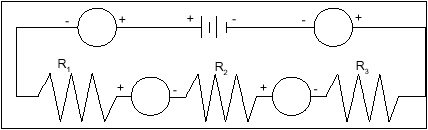 - + + - - +
R1 + - R2 + - R3